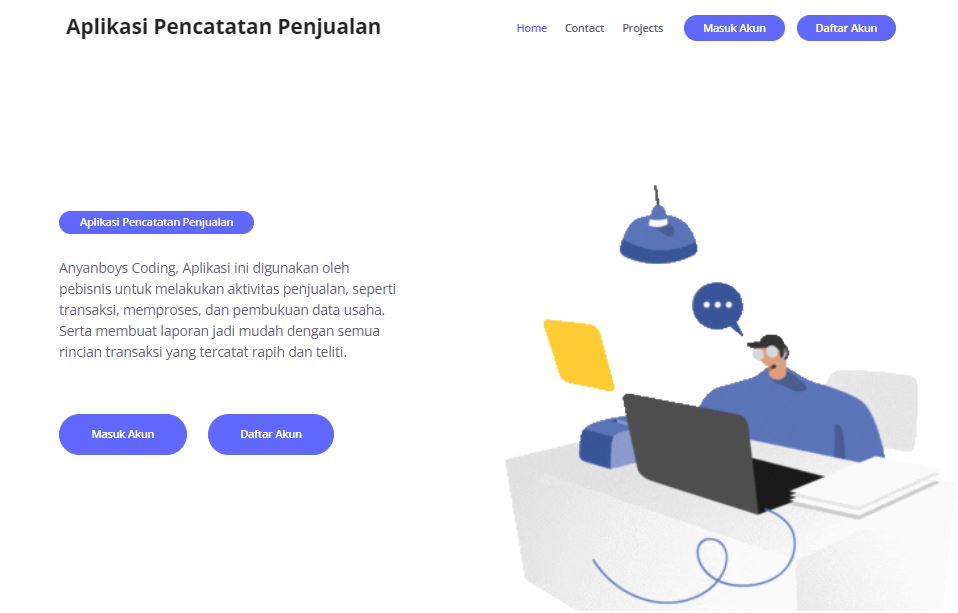 Aplikasi Pencatatan Penjualan
Home Contact Projects Masuk Akun Daftar Akun
Aplikasi Pencatatan Penjualan
Anyanboys Coding, Aplikasi ini digunakan oleh
pebisnis untuk melakukan aktivitas penjualan, seperti
transaksi, memproses, dan pembukuan data usaha.
Serta membuat laporan jadi mudah dengan semua
rincian transaksi yang tercatat rapih dan teliti.
Masuk Akun Daftar Akun